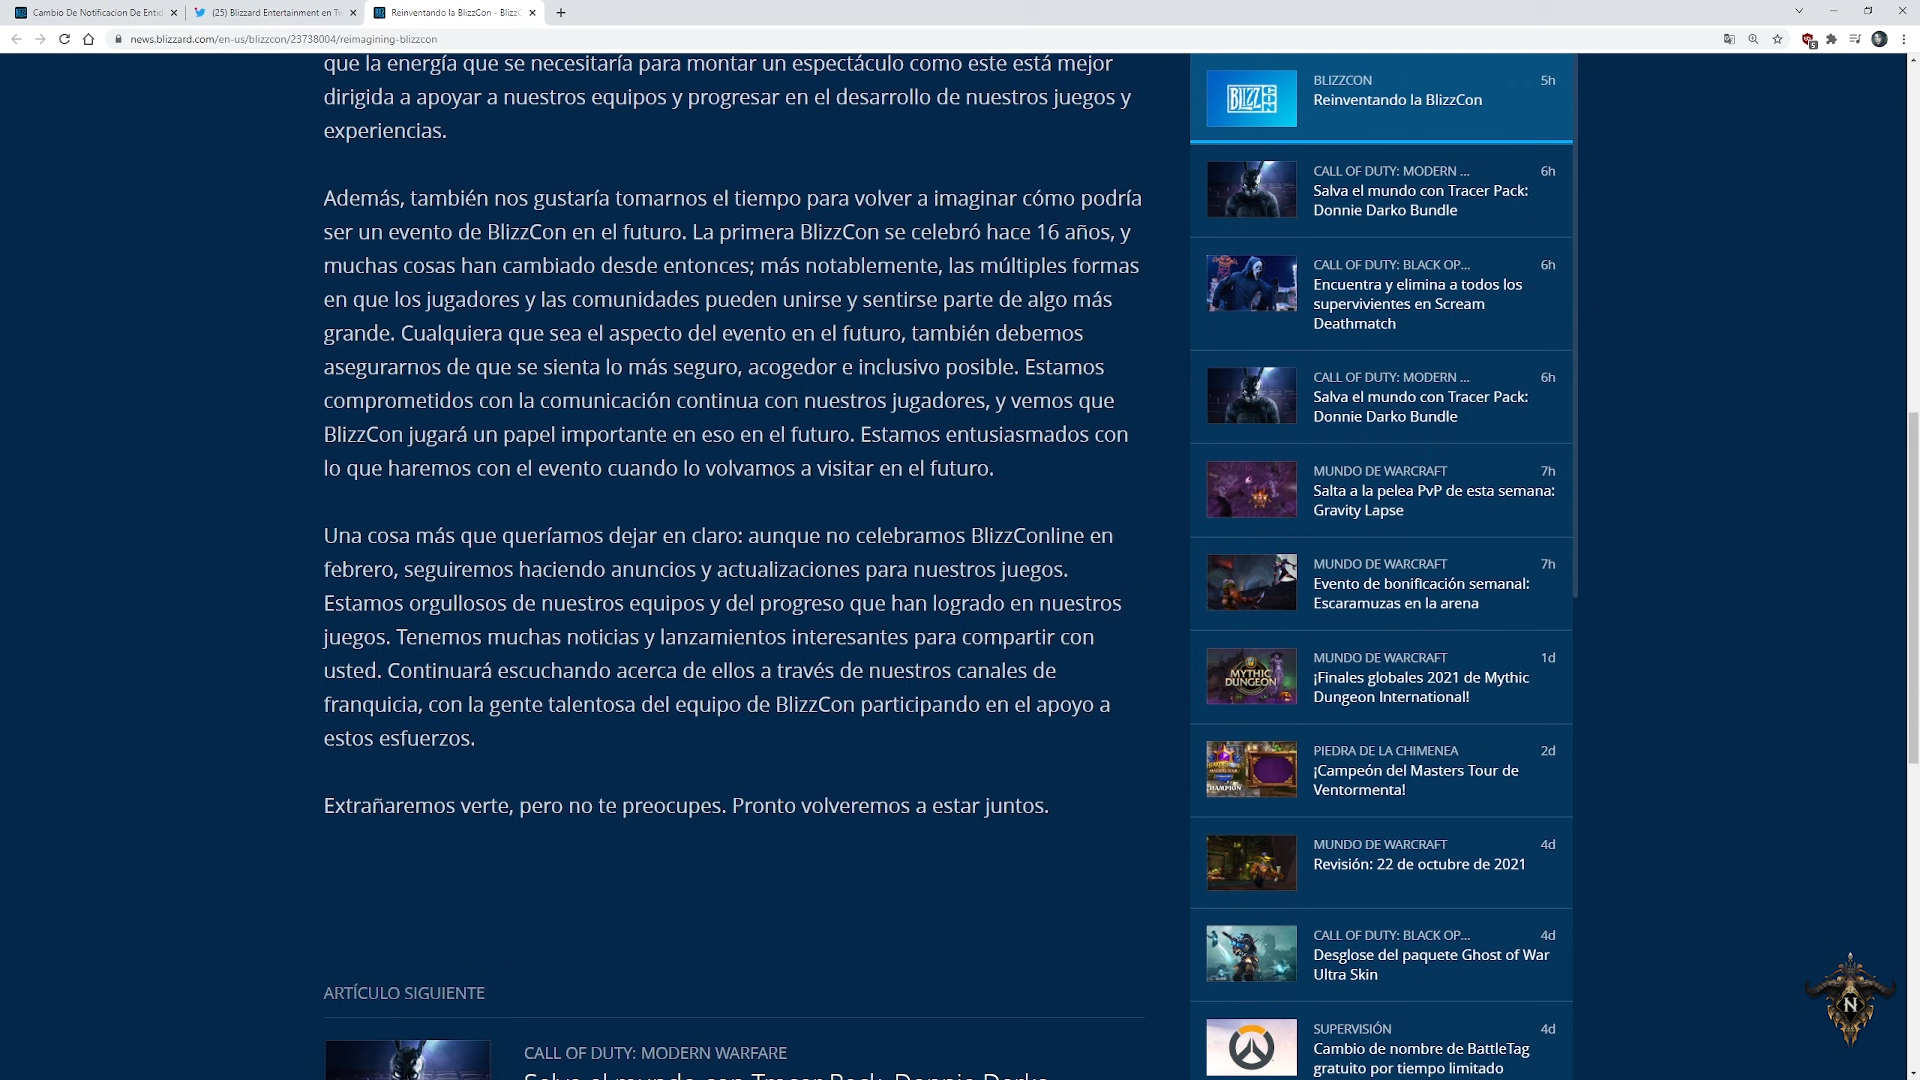 Cambio De Notificacion De Entid
(25) Blizzard Entertainment en Tw
Reinventando la BlizzCon - BlizzC
news.blizzard.com/en-us/blizzcon/23738004/reimagining-blizzcon
5
que la energía que se necesitaría para montar un espectáculo como este está mejor
dirigida a apoyar a nuestros equipos y progresar en el desarrollo de nuestros juegos y
experiencias.
Además, también nos gustaría tomarnos el tiempo para volver a imaginar cómo podría
ser un evento de BlizzCon en el futuro. La primera BlizzCon se celebró hace 16 años, y
muchas cosas han cambiado desde entonces; más notablemente, las múltiples formas
en que los jugadores y las comunidades pueden unirse y sentirse parte de algo más
grande. Cualquiera que sea el aspecto del evento en el futuro, también debemos
asegurarnos de que se sienta lo más seguro, acogedor e inclusivo posible. Estamos
comprometidos con la comunicación continua con nuestros jugadores, y vemos que
BlizzCon jugará un papel importante en eso en el futuro. Estamos entusiasmados con
lo que haremos con el evento cuando lo volvamos a visitar en el futuro.
Una cosa más que queríamos dejar en claro: aunque no celebramos BlizzConline en
febrero, seguiremos haciendo anuncios y actualizaciones para nuestros juegos.
Estamos orgullosos de nuestros equipos y del progreso que han logrado en nuestros
juegos. Tenemos muchas noticias y lanzamientos interesantes para compartir con
usted. Continuará escuchando acerca de ellos a través de nuestros canales de
franquicia, con la gente talentosa del equipo de BlizzCon participando en el apoyo a
estos esfuerzos.
Extrañaremos verte, pero no te preocupes. Pronto volveremos a estar juntos.
ARTÍCULO SIGUIENTE
CALL OF DUTY: MODERN WARFARE
Salva el mundo con Tracer Pack: Donnie Darko
BLIZZCON
BLIZZCON 5h
Reinventando la BlizzCon
CALL OF DUTY: MODERN ... 6h
Salva el mundo con Tracer Pack:
Donnie Darko Bundle
CALL OF DUTY: BLACK OP... 6h
Encuentra y elimina a todos los
supervivientes en Scream
Deathmatch
CALL OF DUTY: MODERN ... 6h
Salva el mundo con Tracer Pack:
Donnie Darko Bundle
MUNDO DE WARCRAFT 7h
Salta a la pelea PvP de esta semana:
Gravity Lapse
MUNDO DE WARCRAFT 7h
Evento de bonificación semanal:
Escaramuzas en la arena
MYTHIC
DUNGEON
MUNDO DE WARCRAFT 1d
¡Finales globales 2021 de Mythic
Dungeon International!
CHAMPION
PIEDRA DE LA CHIMENEA 2d
¡Campeón del Masters Tour de
Ventormenta!
MUNDO DE WARCRAFT 4d
Revisión: 22 de octubre de 2021
CALL OF DUTY: BLACK OP... 4d
Desglose del paquete Ghost of War
Ultra Skin
SUPERVISIÓN 4d
Cambio de nombre de BattleTag
gratuito por tiempo limitado
N